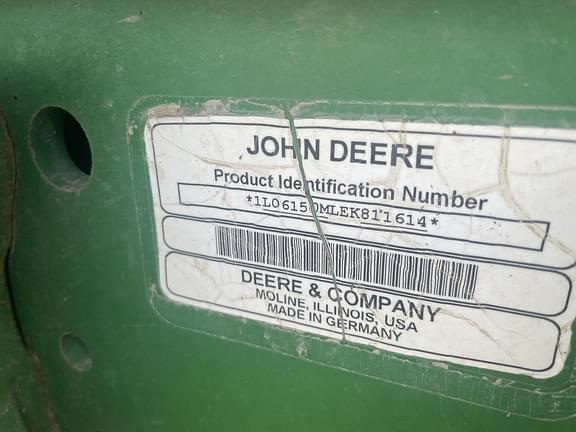 JOHN DEERE
Product Identification Number
*1L06150MLEK811614*
DEERE & COMPANY
MOLINE, ILLINOIS, USA
MADE IN GERMANY